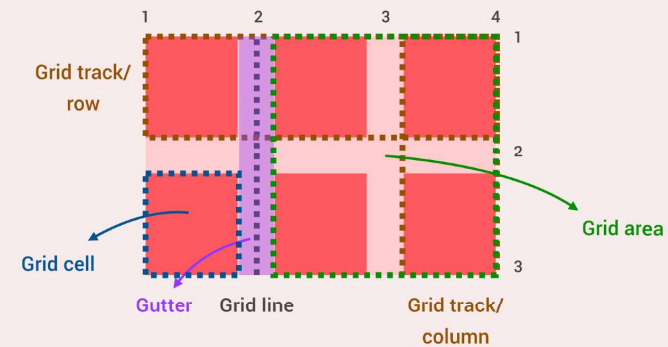 1 2 3 4
1
Grid track/
row
2
Grid area
Grid cell
3
Gutter
Grid line
Grid track/
column